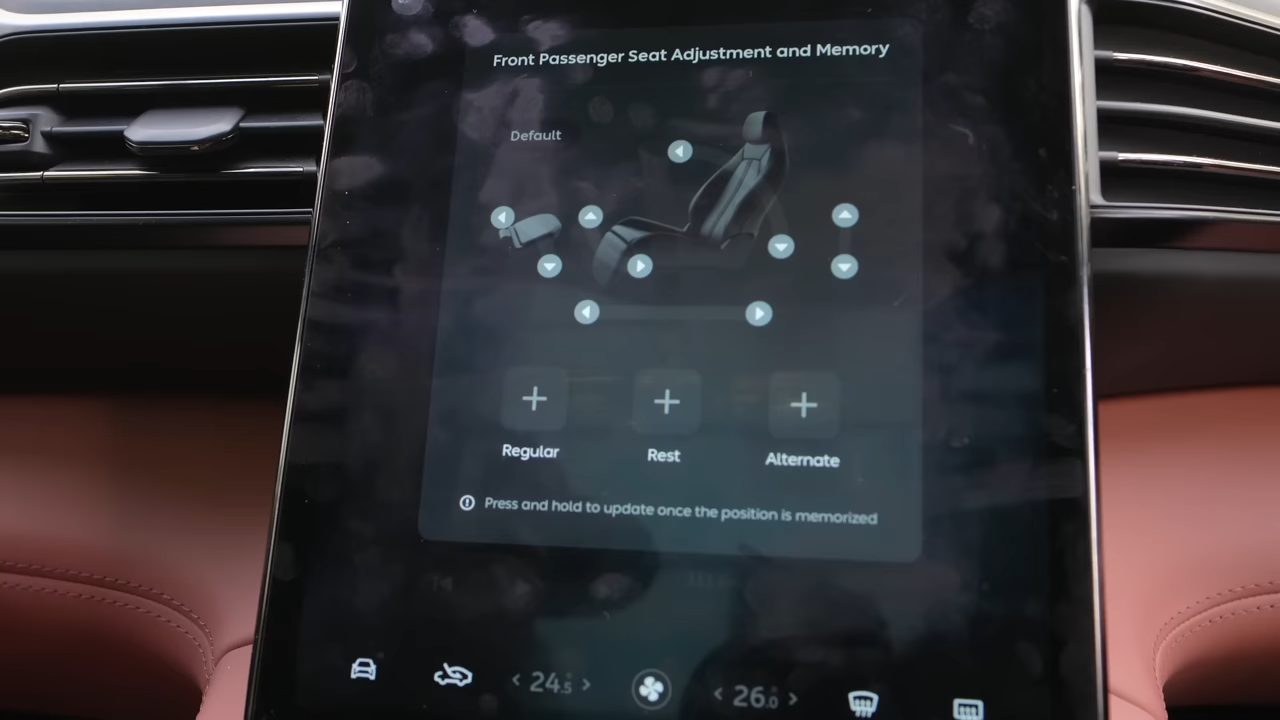 Front Passenger Seat Adjustment and Memory
Default
Regular
Rest
Alternate
Press and hold to update once the position is memorized
24.5
26.0